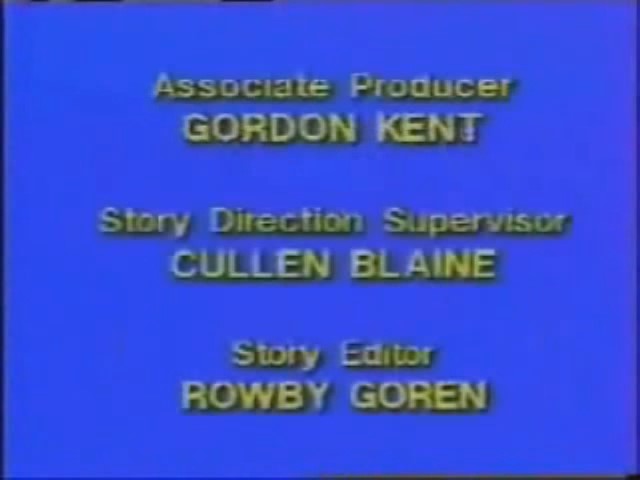 Associate Producer
GORDON KENT
Story Direction Supervisor
CULLEN BLAINE
Story Editor
ROWBY GOREN